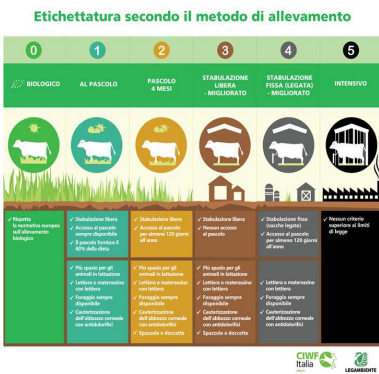 Etichettatura secondo il metodo di allevamento
0
1
2
3
4
5
BIOLOGICO
AL PASCOLO
PASCOLO
4 MESI
STABULAZIONE
LIBERA
- MIGLIORATO
STABULAZIONE
FISSA (LEGATA)
- MIGLIORATO
INTENSIVO
✓ Rispetta
la normativa europea
sull'allevamento
biologico
✓ Stabulazione libera
✓ Accesso al pascolo
sempre disponibile
✓ Il pascolo fornisce il
60% della dieta
✓ Più spazio per gli
animali in lattazione
✓ Lettiera o materassino
con lettiera
✓ Foraggio sempre
disponibile
✓ Cauterizzazione
dell'abbozzo corneale
con antidolorifici
✓ Stabulazione libera
✓ Accesso al pascolo
per almeno 120 giorni
all'anno
✓ Più spazio per gli
animali in lattazione
✓ Lettiera o materassino
con lettiera
✓ Foraggio sempre
disponibile
✓ Cauterizzazione
dell'abbozzo corneale
con antidolorifici
✓ Spazzole o doccette
✓ Stabulazione libera
✓ Nessun accesso
al pascolo
✓ Più spazio per gli
animali in lattazione
✓ Lettiera o materassino
con lettiera
✓ Foraggio sempre
disponibile
✓ Cauterizzazione
dell'abbozzo corneale
con antidolorifici
✓ Spazzole o doccette
✓ Stabulazione fissa
(vacche legate)
✓ Accesso al pascolo
per almeno 120 giorni
all'anno
✓ Lettiera o materassino
con lettiera
✓ Foraggio sempre
disponibile
✓ Cauterizzazione
dell'abbozzo corneale
con antidolorifici
✓ Nessun criterio
superiore ai limiti
di legge
CIWF
Italia
LEGAMBIENTE